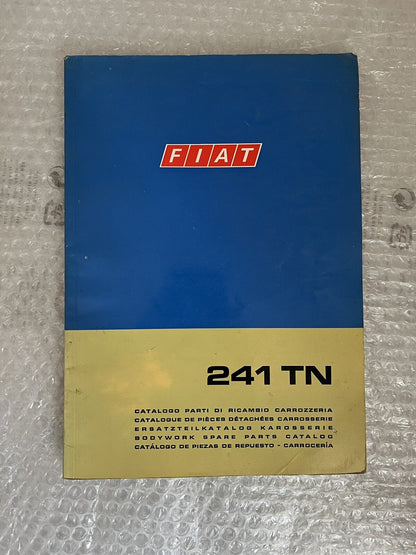 FIAT
241 TN
CATALOGO PARTI DI RICAMBIO CARROZZERIA
CATALOGUE DE PIÈCES DÉTACHÉES CARROSSERIE
ERSATZTEILKATALOG KAROSSERIE
BODYWORK SPARE PARTS CATALOG
CATÁLOGO DE PIEZAS DE REPUESTO - CARROCERÍA